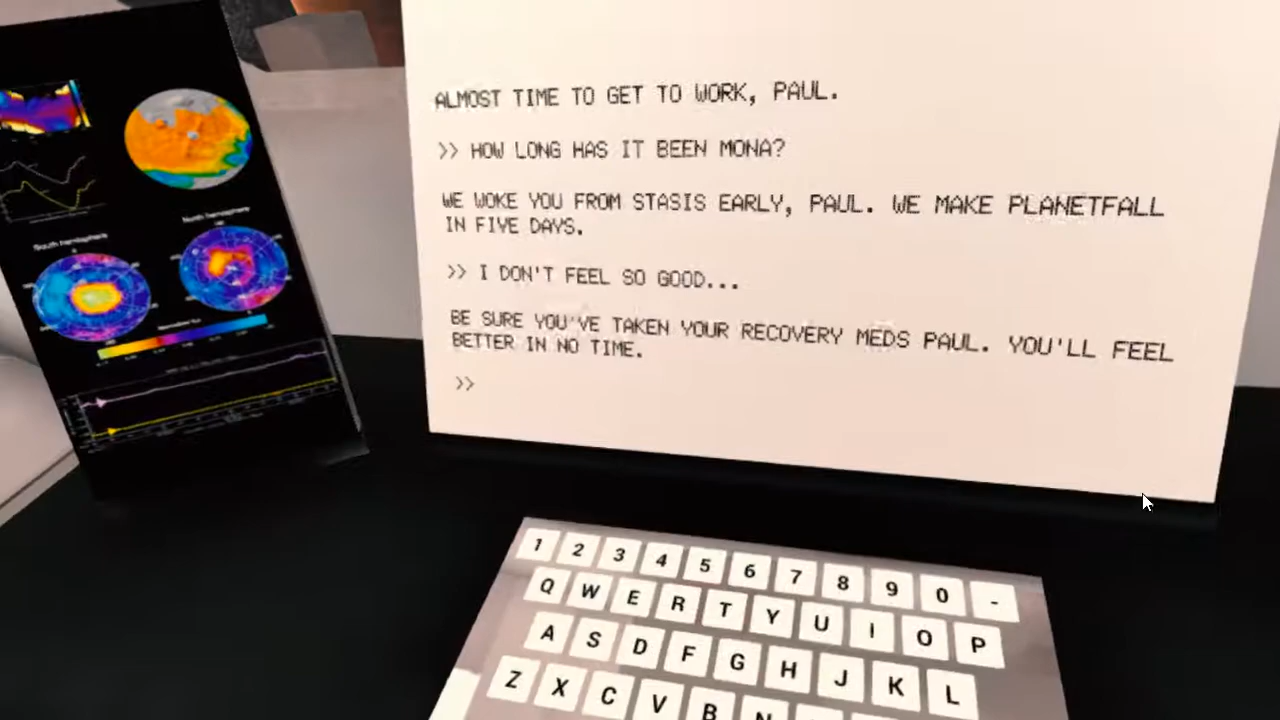 ALMOST TIME TO GET TO WORK, PAUL.
>> HOW LONG HAS IT BEEN MONA?
WE WOKE YOU FROM STASIS EARLY, PAUL. WE MAKE PLANETFALL
IN FIVE DAYS.
>> I DON'T FEEL SO GOOD...
BE SURE YOU'VE TAKEN YOUR RECOVERY MEDS PAUL. YOU'LL FEEL
BETTER IN NO TIME.
>>
North hemisphere
South hemisphere
1 2 3 4 5 6 7 8 9 0 -
Q W E R T Y U I O P
A S D F G H J K L
Z X C V B N